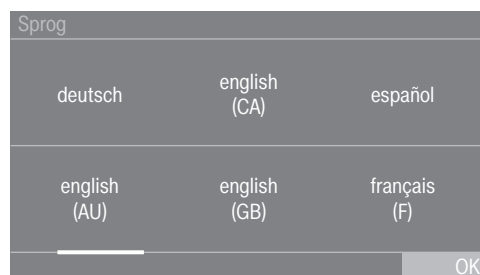 Sprog
deutsch
english
(CA)
español
english
(AU)
english
(GB)
français
(F)
OK